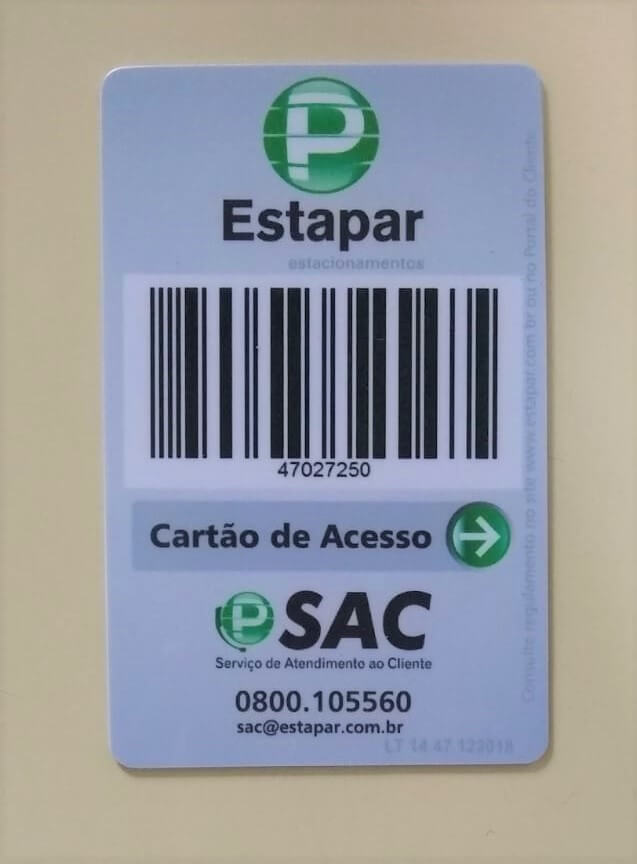 P
Estapar
estacionamentos
47027250
Cartão de Acesso
P SAC
Serviço de Atendimento ao Cliente
0800.105560
sac@estapar.com.br
LT 14 47 122018
Consulte regulamento no site www.estapar.com.br ou no Portal do Cliente